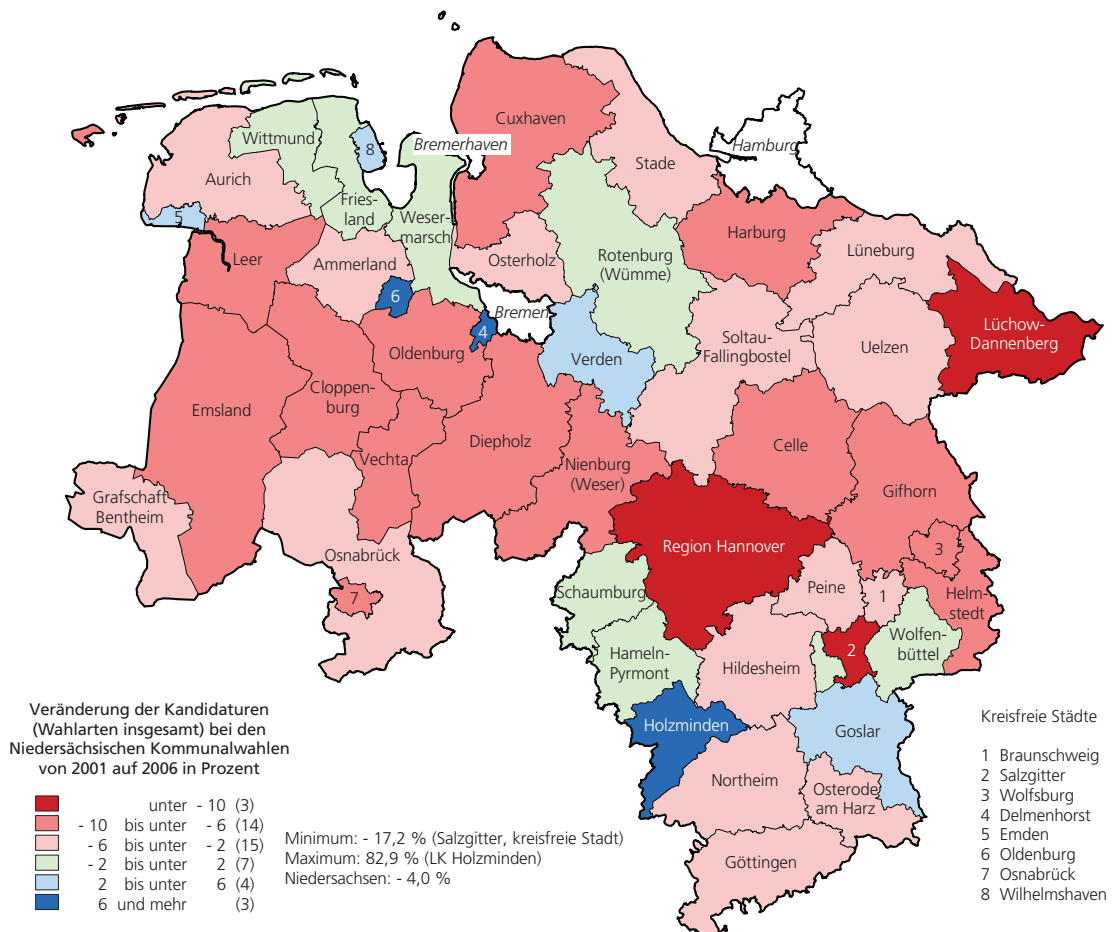 Cuxhaven
Bremerhaven
Hamburg
Wittmund
8
Stade
Aurich
Fries-
land
Weser-
marsch
5
Harburg
Lüneburg
Leer
Ammerland
Osterholz
Rotenburg
(Wümme)
6
Bremen
4
Lüchow-
Dannenberg
Oldenburg
Verden
Soltau-
Fallingbostel
Uelzen
Emsland
Cloppen-
burg
Diepholz
Celle
Vechta
Nienburg
(Weser)
Gifhorn
Grafschaft
Bentheim
Osnabrück
Region Hannover
3
7
Schaumburg
Peine
1
Helm-
stedt
Hameln-
Pyrmont
Hildesheim
2
Wolfen-
büttel
Holzminden
Goslar
Northeim
Osterode
am Harz
Göttingen
Veränderung der Kandidaturen
(Wahlarten insgesamt) bei den
Niedersächsischen Kommunalwahlen
von 2001 auf 2006 in Prozent
unter - 10 (3)
- 10 bis unter - 6 (14)
- 6 bis unter - 2 (15)
- 2 bis unter 2 (7)
2 bis unter 6 (4)
6 und mehr (3)
Minimum: - 17,2 % (Salzgitter, kreisfreie Stadt)
Maximum: 82,9 % (LK Holzminden)
Niedersachsen: - 4,0 %
Kreisfreie Städte
1 Braunschweig
2 Salzgitter
3 Wolfsburg
4 Delmenhorst
5 Emden
6 Oldenburg
7 Osnabrück
8 Wilhelmshaven